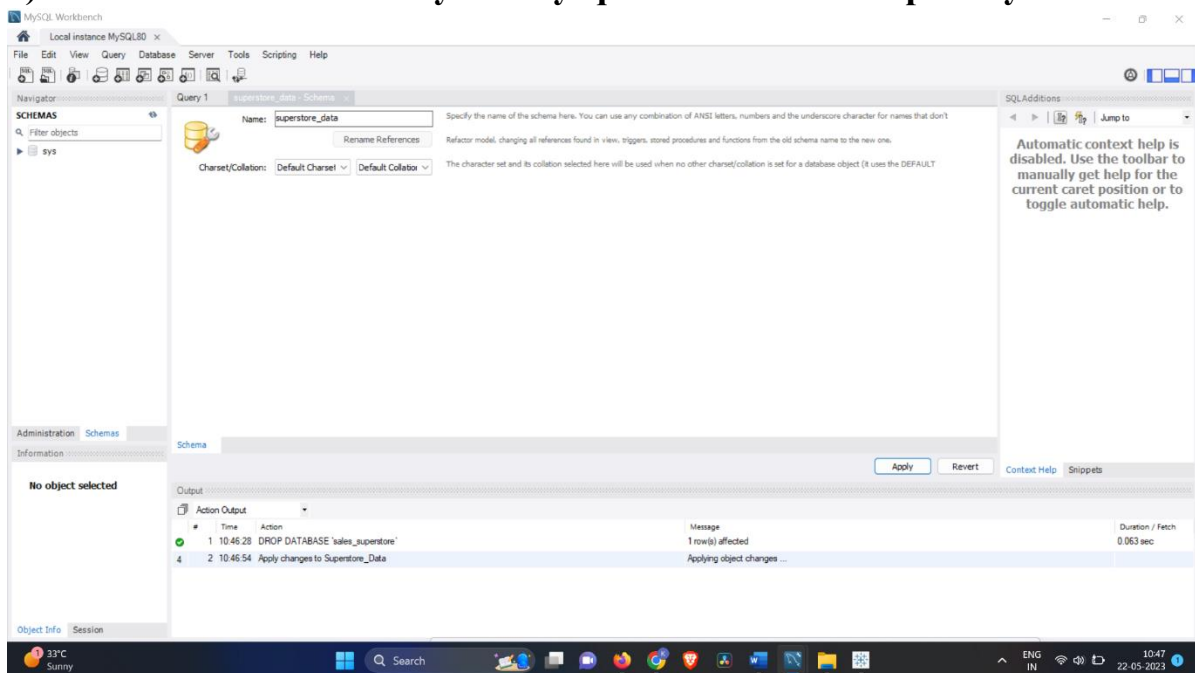 MySQL Workbench
Local instance MySQL80 ×
File Edit View Query Database Server Tools Scripting Help
Navigator
SCHEMAS
Filter objects
sys
Administration Schemas
Information
No object selected
Object Info Session
Query 1 superstore_data - Schema ×
Name: superstore_data
Specify the name of the schema here. You can use any combination of ANSI letters, numbers and the underscore character for names that don't
Rename References
Refactor model, changing all references found in view, triggers, stored procedures and functions from the old schema name to the new one.
Charset/Collation: Default Charset Default Collation
The character set and its collation selected here will be used when no other charset/collation is set for a database object (it uses the DEFAULT
Schema
Apply Revert
SQLAdditions
Jump to
Automatic context help is
disabled. Use the toolbar to
manually get help for the
current caret position or to
toggle automatic help.
Context Help Snippets
Output
Action Output
# Time Action Message Duration / Fetch
1 10:46:28 DROP DATABASE `sales_superstore` 1 row(s) affected 0.063 sec
4 2 10:46:54 Apply changes to Superstore_Data Applying object changes ...
1
33°C
Sunny
Search
ENG
IN
10:47
22-05-2023
1